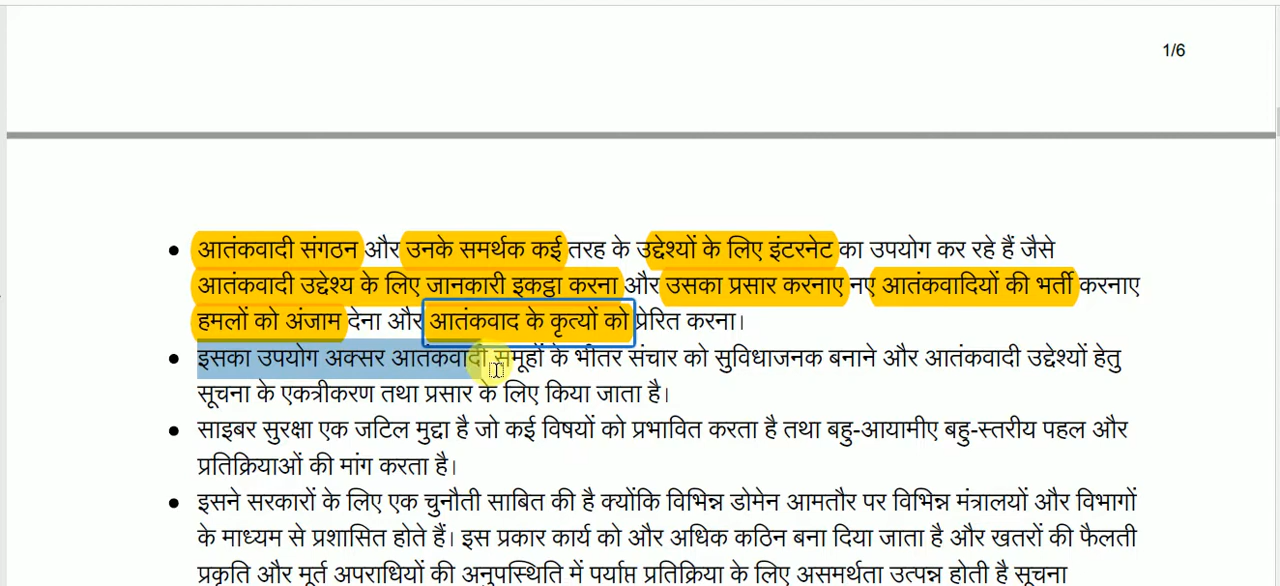 1/6
● आतंकवादी संगठन और उनके समर्थक कई तरह के उद्देश्यों के लिए इंटरनेट का उपयोग कर रहे हैं जैसे
आतंकवादी उद्देश्य के लिए जानकारी इकट्ठा करना और उसका प्रसार करनाए नए आतंकवादियों की भर्ती करनाए
हमलों को अंजाम देना और आतंकवाद के कृत्यों को प्रेरित करना।
● इसका उपयोग अक्सर आतंकवादी समूहों के भीतर संचार को सुविधाजनक बनाने और आतंकवादी उद्देश्यों हेतु
सूचना के एकत्रीकरण तथा प्रसार के लिए किया जाता है।
● साइबर सुरक्षा एक जटिल मुद्दा है जो कई विषयों को प्रभावित करता है तथा बहु-आयामीए बहु-स्तरीय पहल और
प्रतिक्रियाओं की मांग करता है।
● इसने सरकारों के लिए एक चुनौती साबित की है क्योंकि विभिन्न डोमेन आमतौर पर विभिन्न मंत्रालयों और विभागों
के माध्यम से प्रशासित होते हैं। इस प्रकार कार्य को और अधिक कठिन बना दिया जाता है और खतरों की फैलती
प्रकृति और मूर्त अपराधियों की अनुपस्थिति में पर्याप्त प्रतिक्रिया के लिए असमर्थता उत्पन्न होती है सूचना